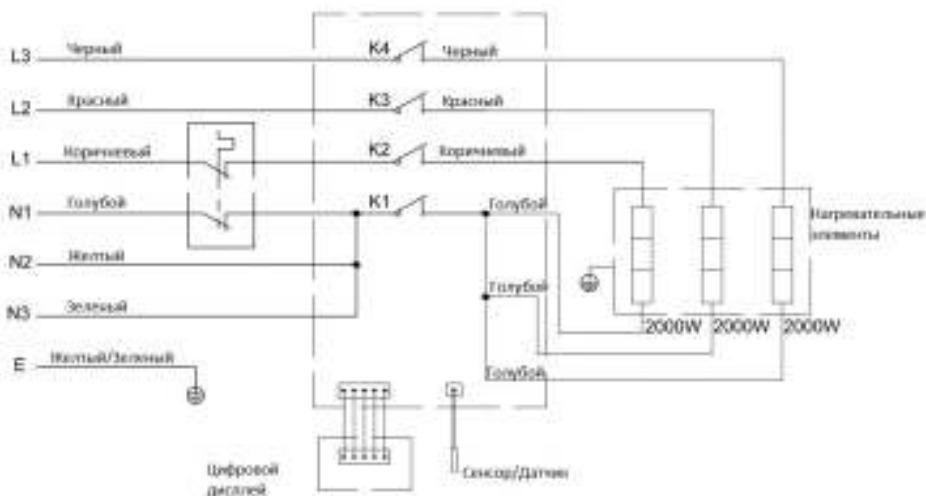 L3 Черный K4 Черный
L2 Красный K3 Красный
L1 Коричневый K2 Коричневый
N1 Голубой K1 Голубой
Нагревательные
элементы
N2 Желтый
Голубой
N3 Зеленый
2000W 2000W 2000W
E Желтый/Зеленый
Голубой
Цифровой
дисплей
Сенсор/Датчик